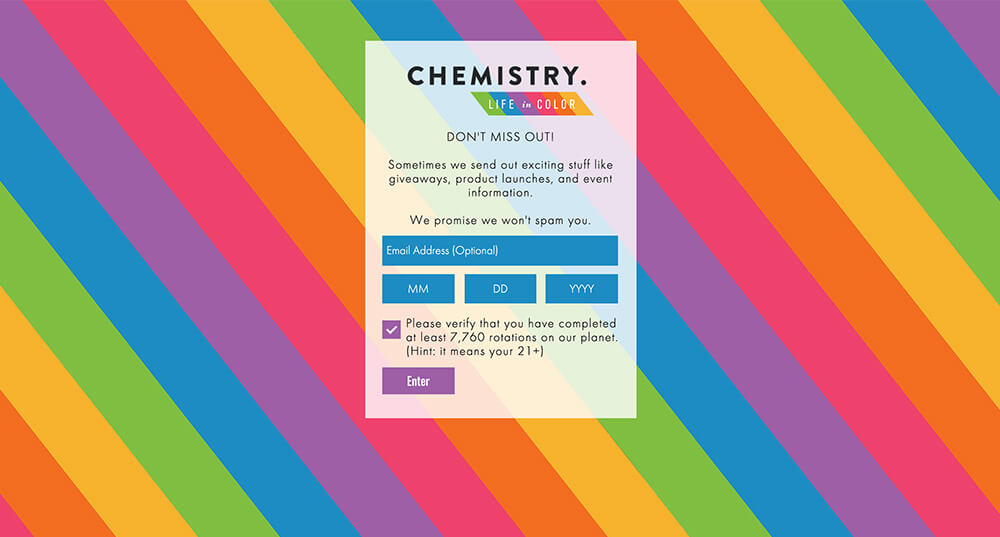 CHEMISTRY.
LIFE in COLOR
DON'T MISS OUT!
Sometimes we send out exciting stuff like
giveaways, product launches, and event
information.
We promise we won't spam you.
Email Address (Optional)
MM DD YYYY
Please verify that you have completed
at least 7,760 rotations on our planet.
(Hint: it means your 21+)
Enter